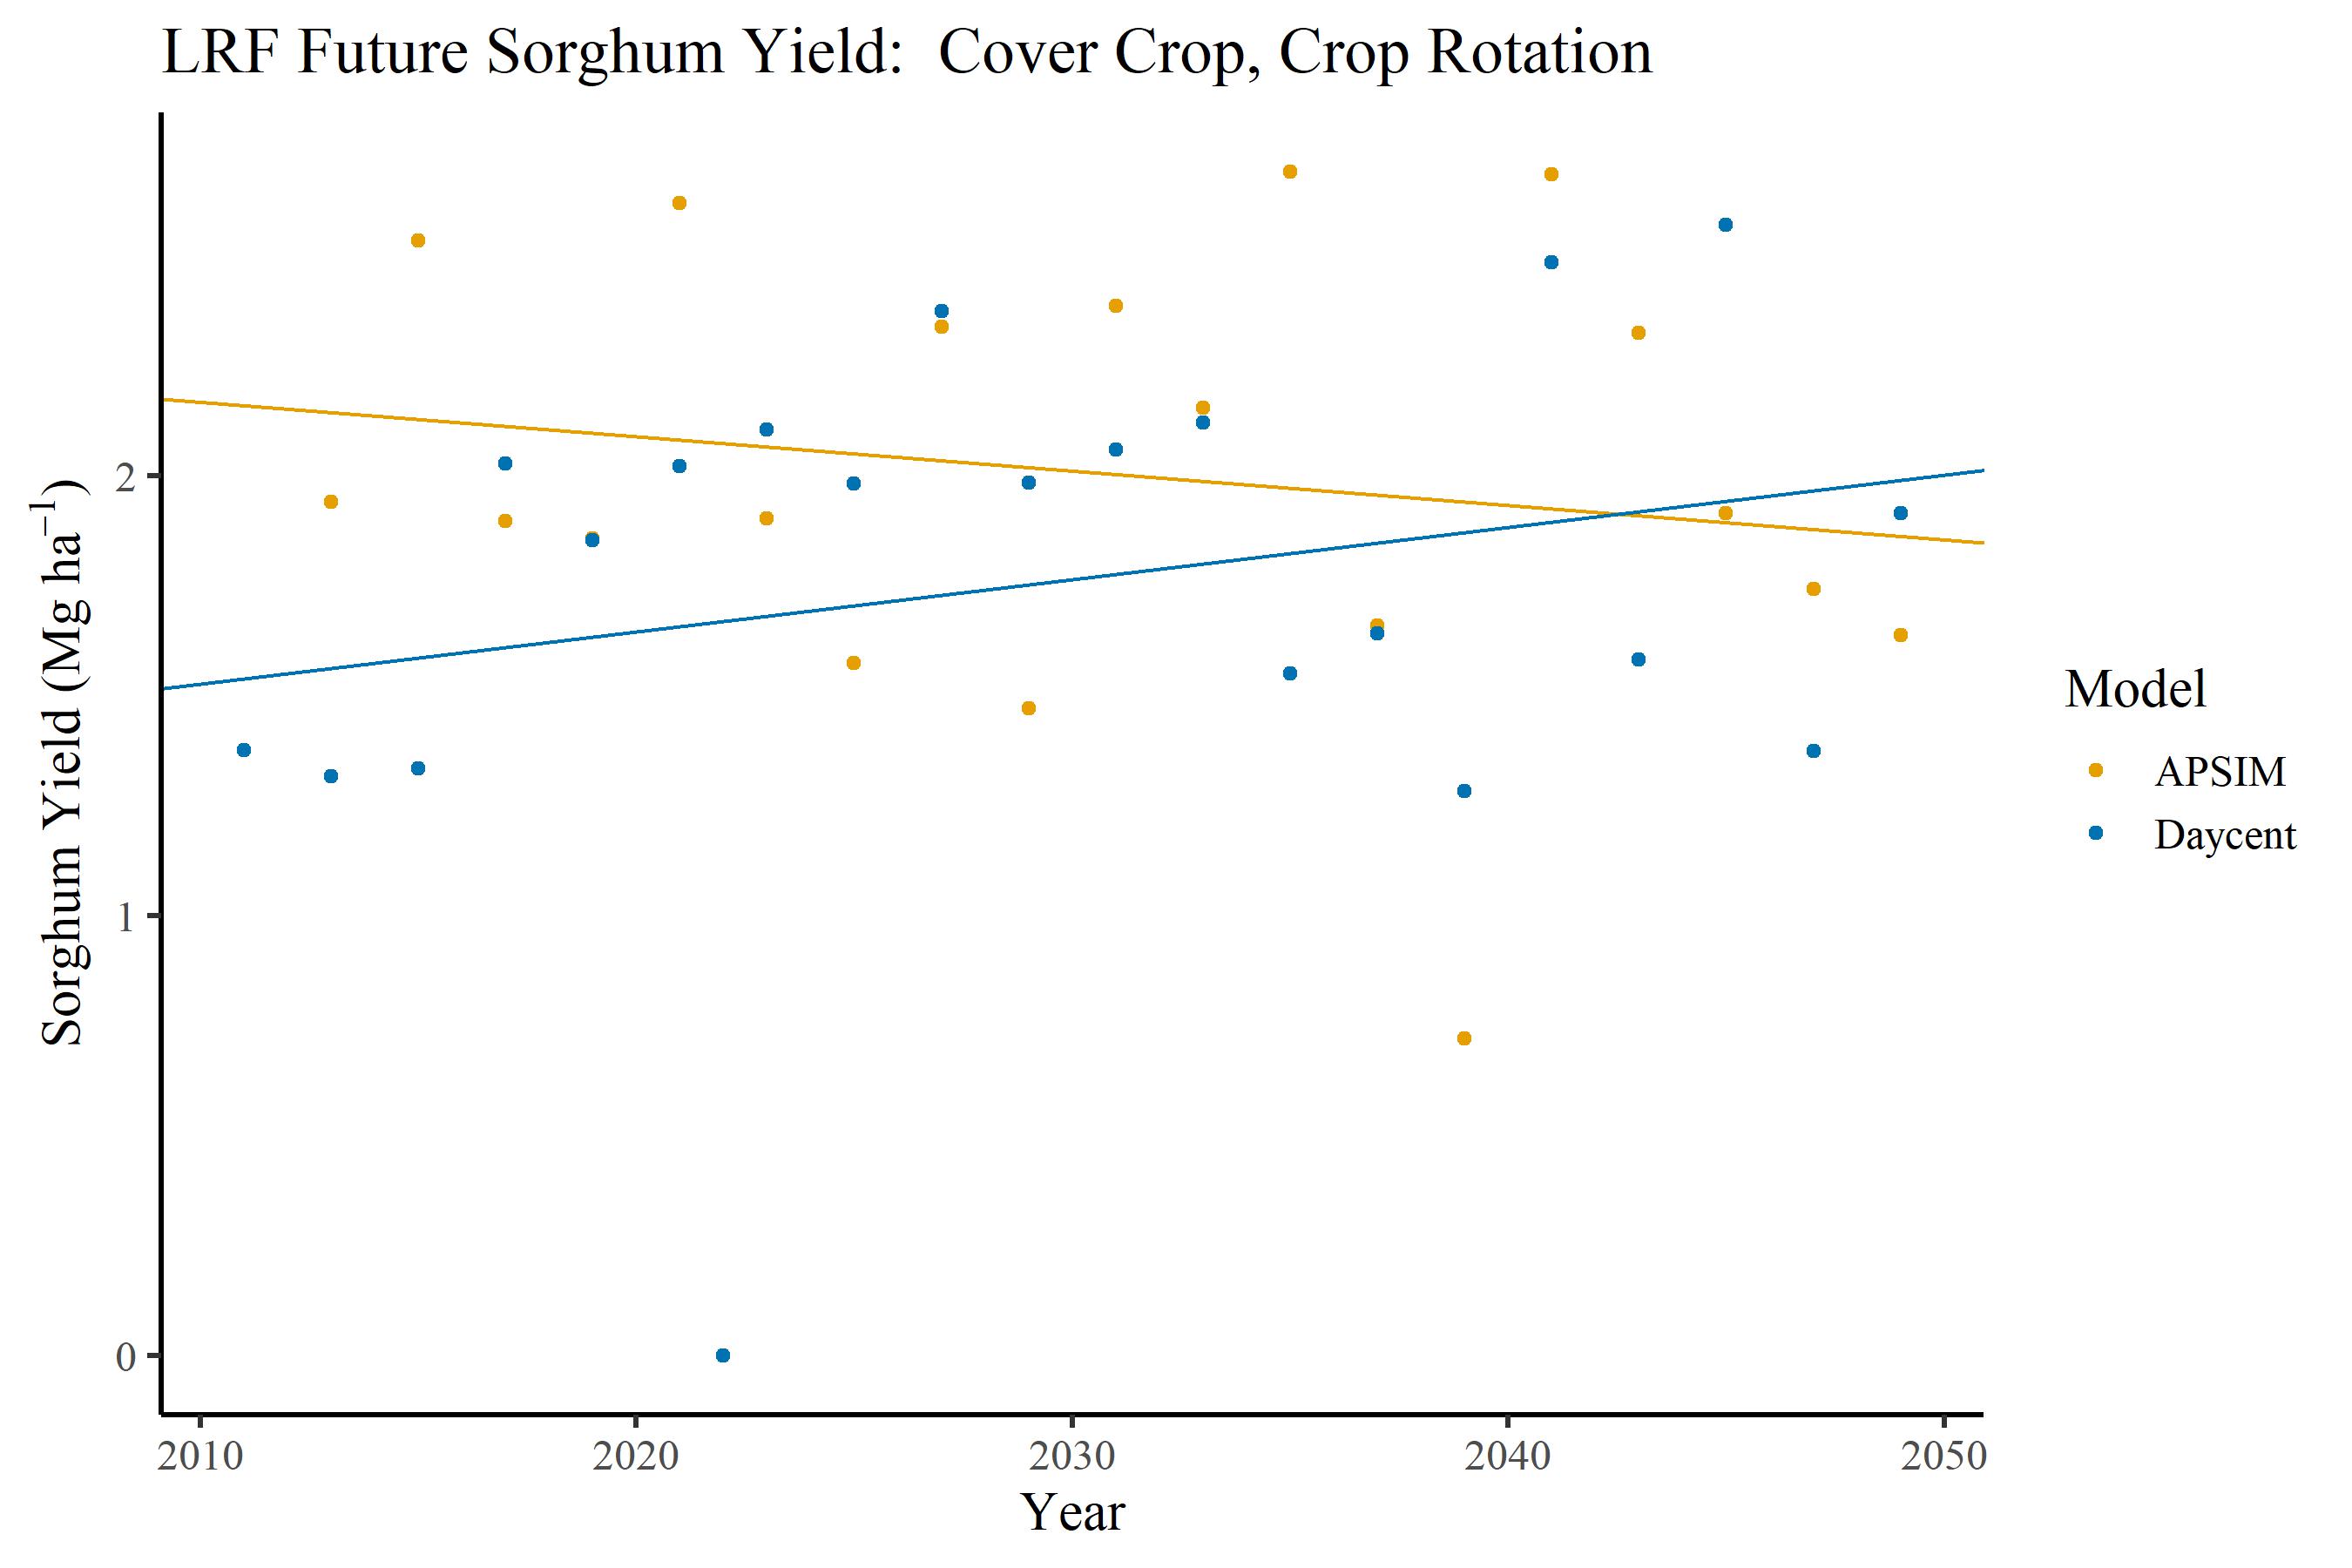 LRF Future Sorghum Yield:  Cover Crop, Crop Rotation
Sorghum Yield (Mg ha⁻¹)
2
1
0
2010 2020 2030 2040 2050
Year
Model
APSIM
Daycent